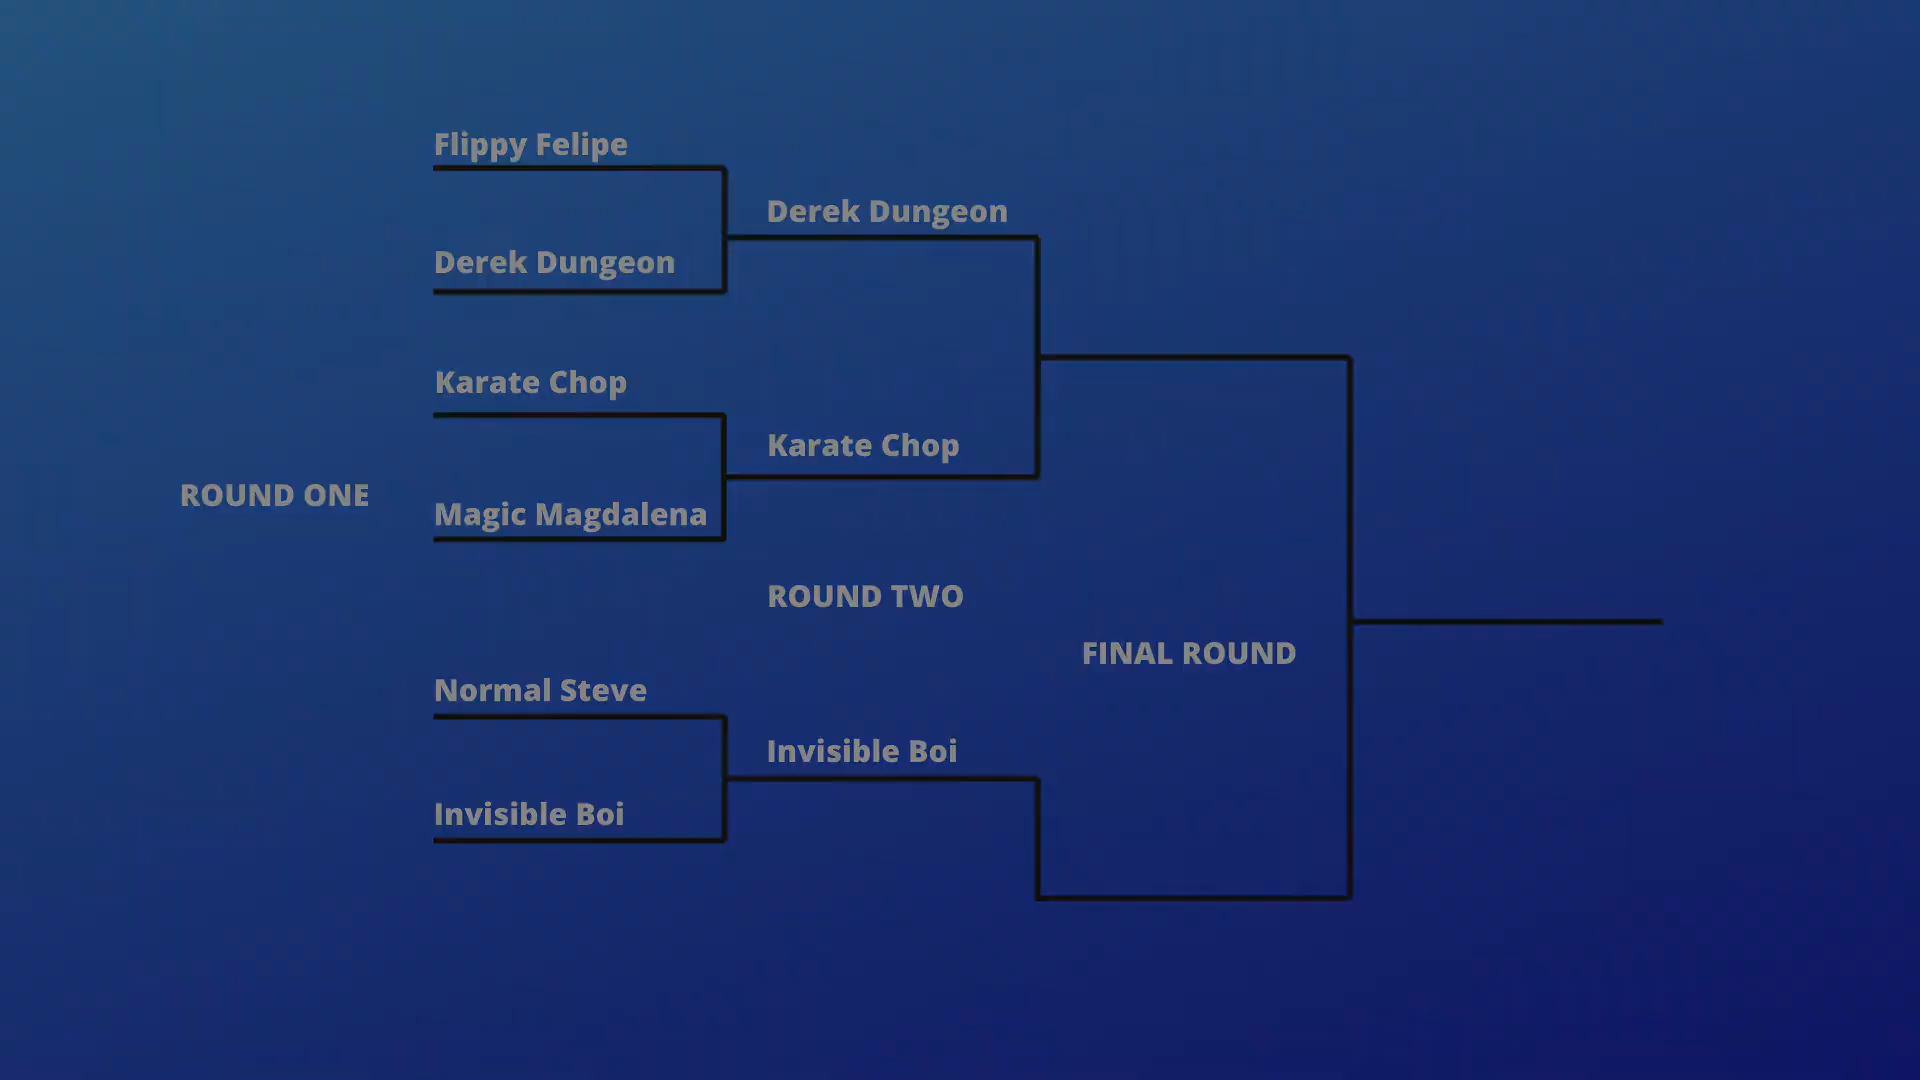 Flippy Felipe
Derek Dungeon
Derek Dungeon
Karate Chop
Karate Chop
ROUND ONE
Magic Magdalena
ROUND TWO
FINAL ROUND
Normal Steve
Invisible Boi
Invisible Boi